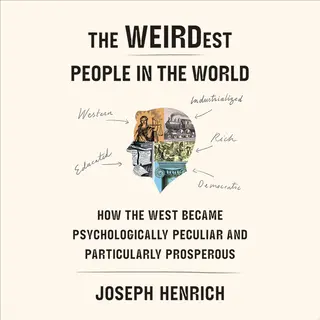 THE WEIRDest
PEOPLE IN THE WORLD
Western
Industrialized
Educated
Rich
Democratic
HOW THE WEST BECAME
PSYCHOLOGICALLY PECULIAR AND
PARTICULARLY PROSPEROUS
JOSEPH HENRICH